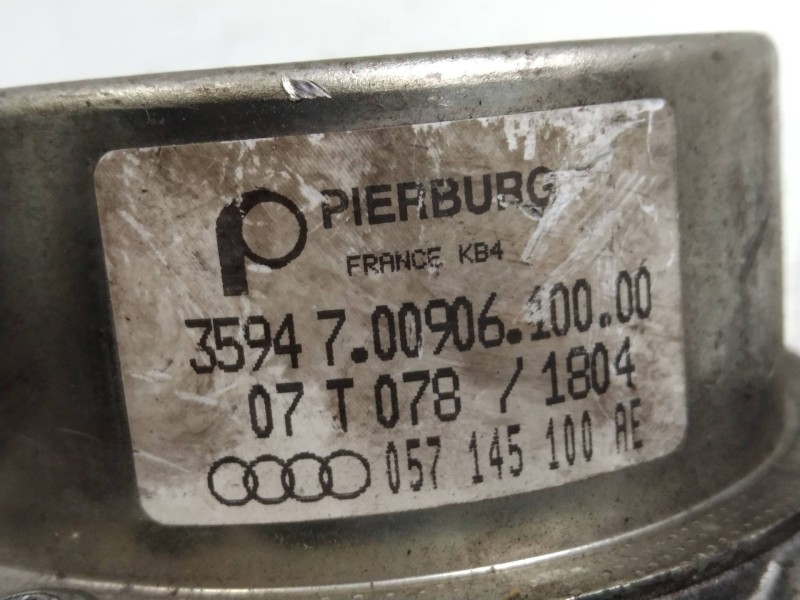 PIERBURG
FRANCE KB4
3594 7.00906.100.00
07 T 078 / 1804
057 145 100 AE